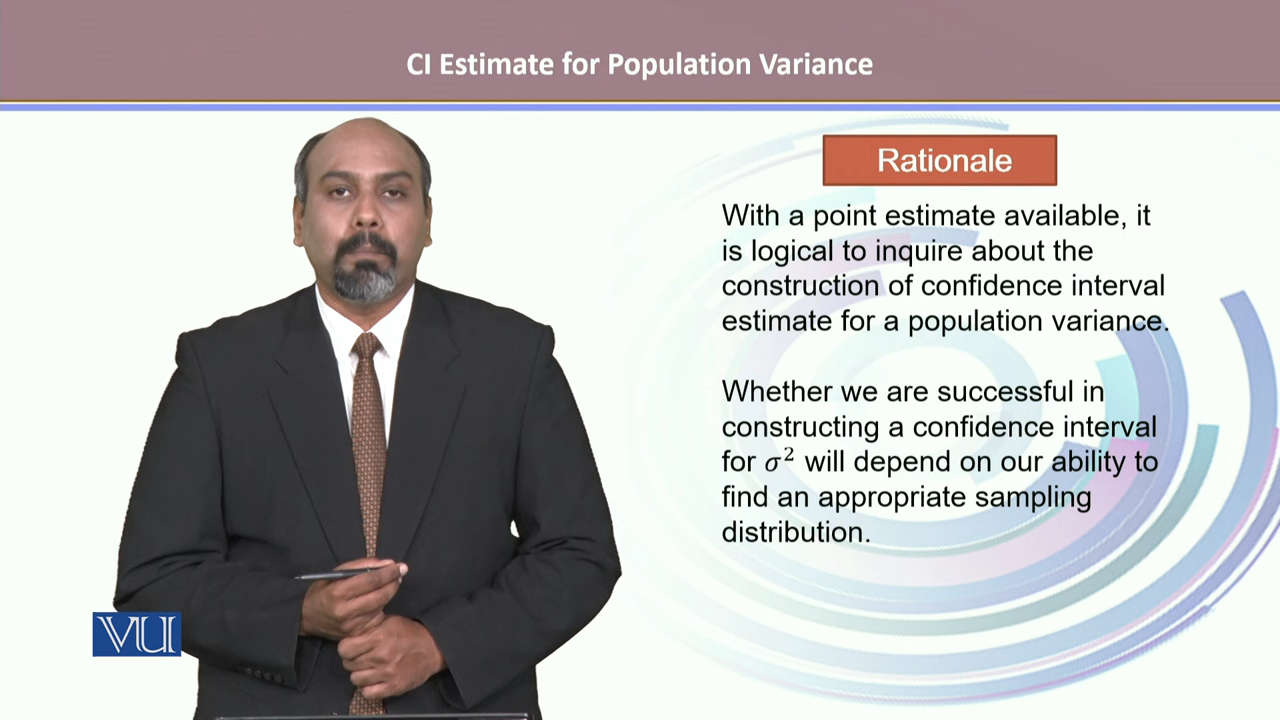 CI Estimate for Population Variance
Rationale
With a point estimate available, it
is logical to inquire about the
construction of confidence interval
estimate for a population variance.
Whether we are successful in
constructing a confidence interval
for σ² will depend on our ability to
find an appropriate sampling
distribution.
VU